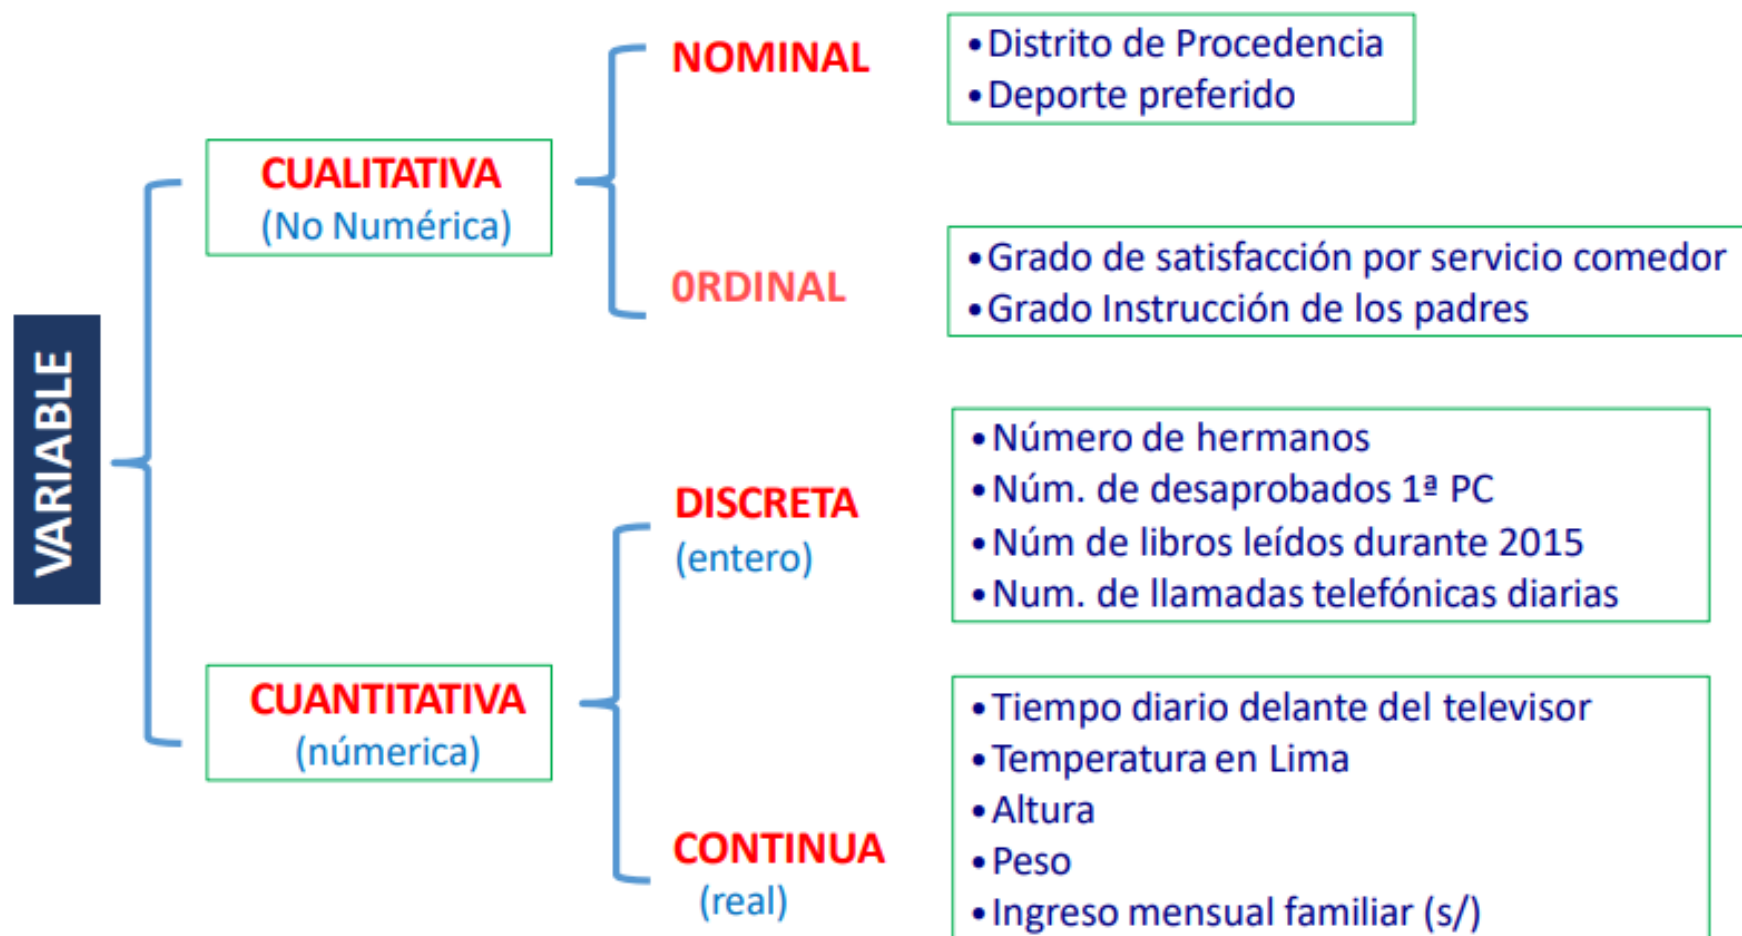 VARIABLE
CUALITATIVA
(No Numérica)
NOMINAL
•Distrito de Procedencia
•Deporte preferido
0RDINAL
•Grado de satisfacción por servicio comedor
•Grado Instrucción de los padres
CUANTITATIVA
(númerica)
DISCRETA
(entero)
•Número de hermanos
•Núm. de desaprobados 1ª PC
•Núm de libros leídos durante 2015
•Num. de llamadas telefónicas diarias
CONTINUA
(real)
•Tiempo diario delante del televisor
•Temperatura en Lima
•Altura
•Peso
•Ingreso mensual familiar (s/)